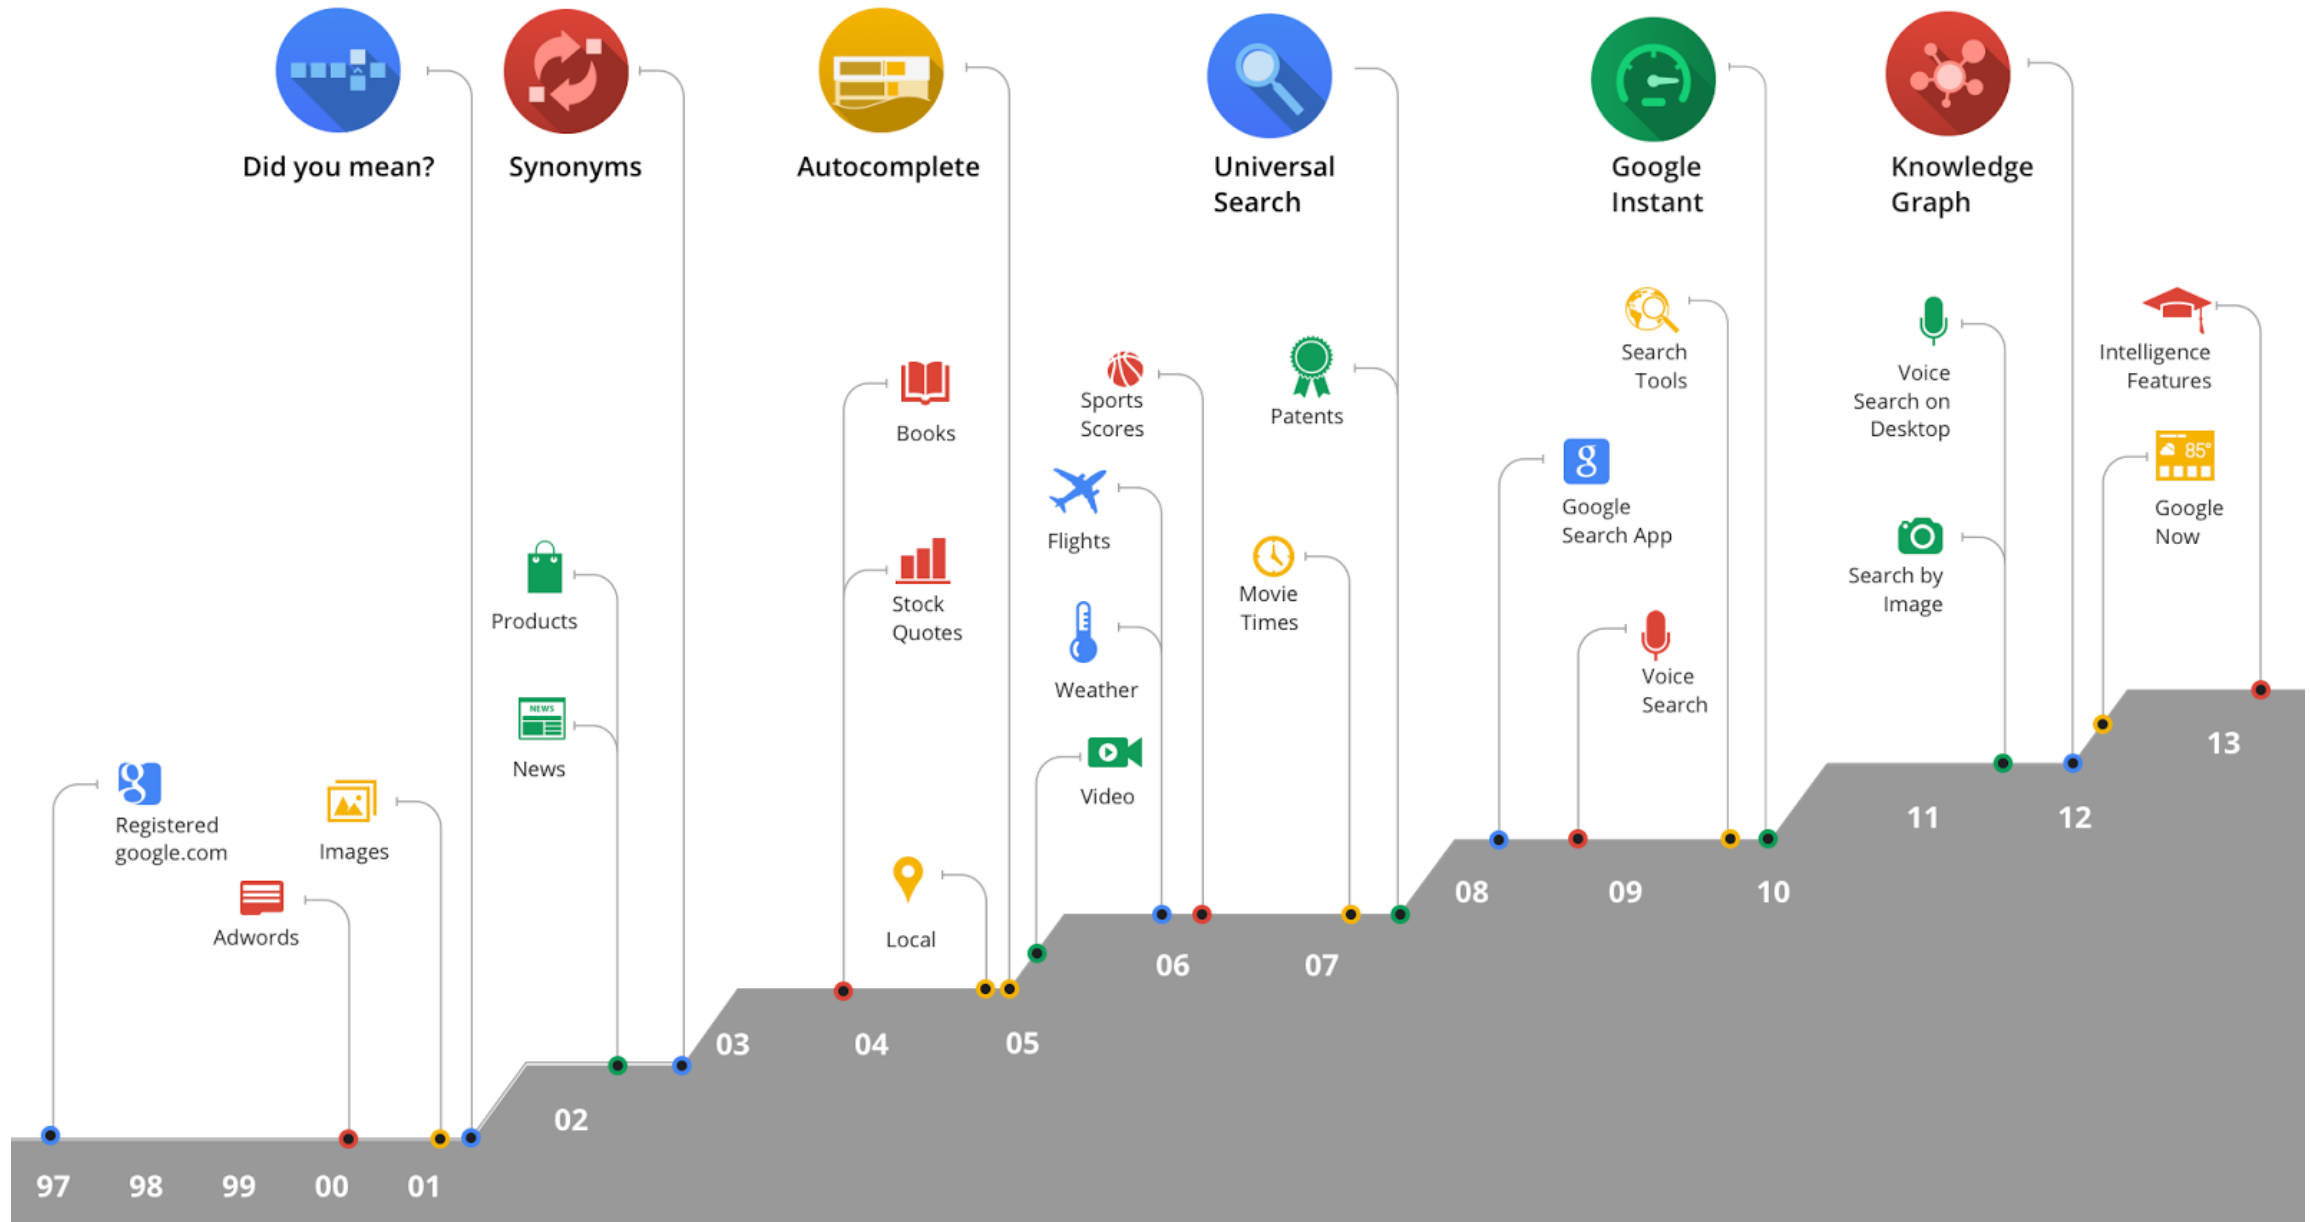 Did you mean?
Synonyms
Autocomplete
Universal
Search
Google
Instant
Knowledge
Graph
Books
Sports
Scores
Patents
Search
Tools
Voice
Search on
Desktop
Intelligence
Features
Products
Stock
Quotes
Flights
Movie
Times
g
Google
Search App
Search by
Image
85°
Google
Now
NEWS
News
Weather
Voice
Search
g
Registered
google.com
Images
Video
Adwords
Local
97
98
99
00
01
02
03
04
05
06
07
08
09
10
11
12
13